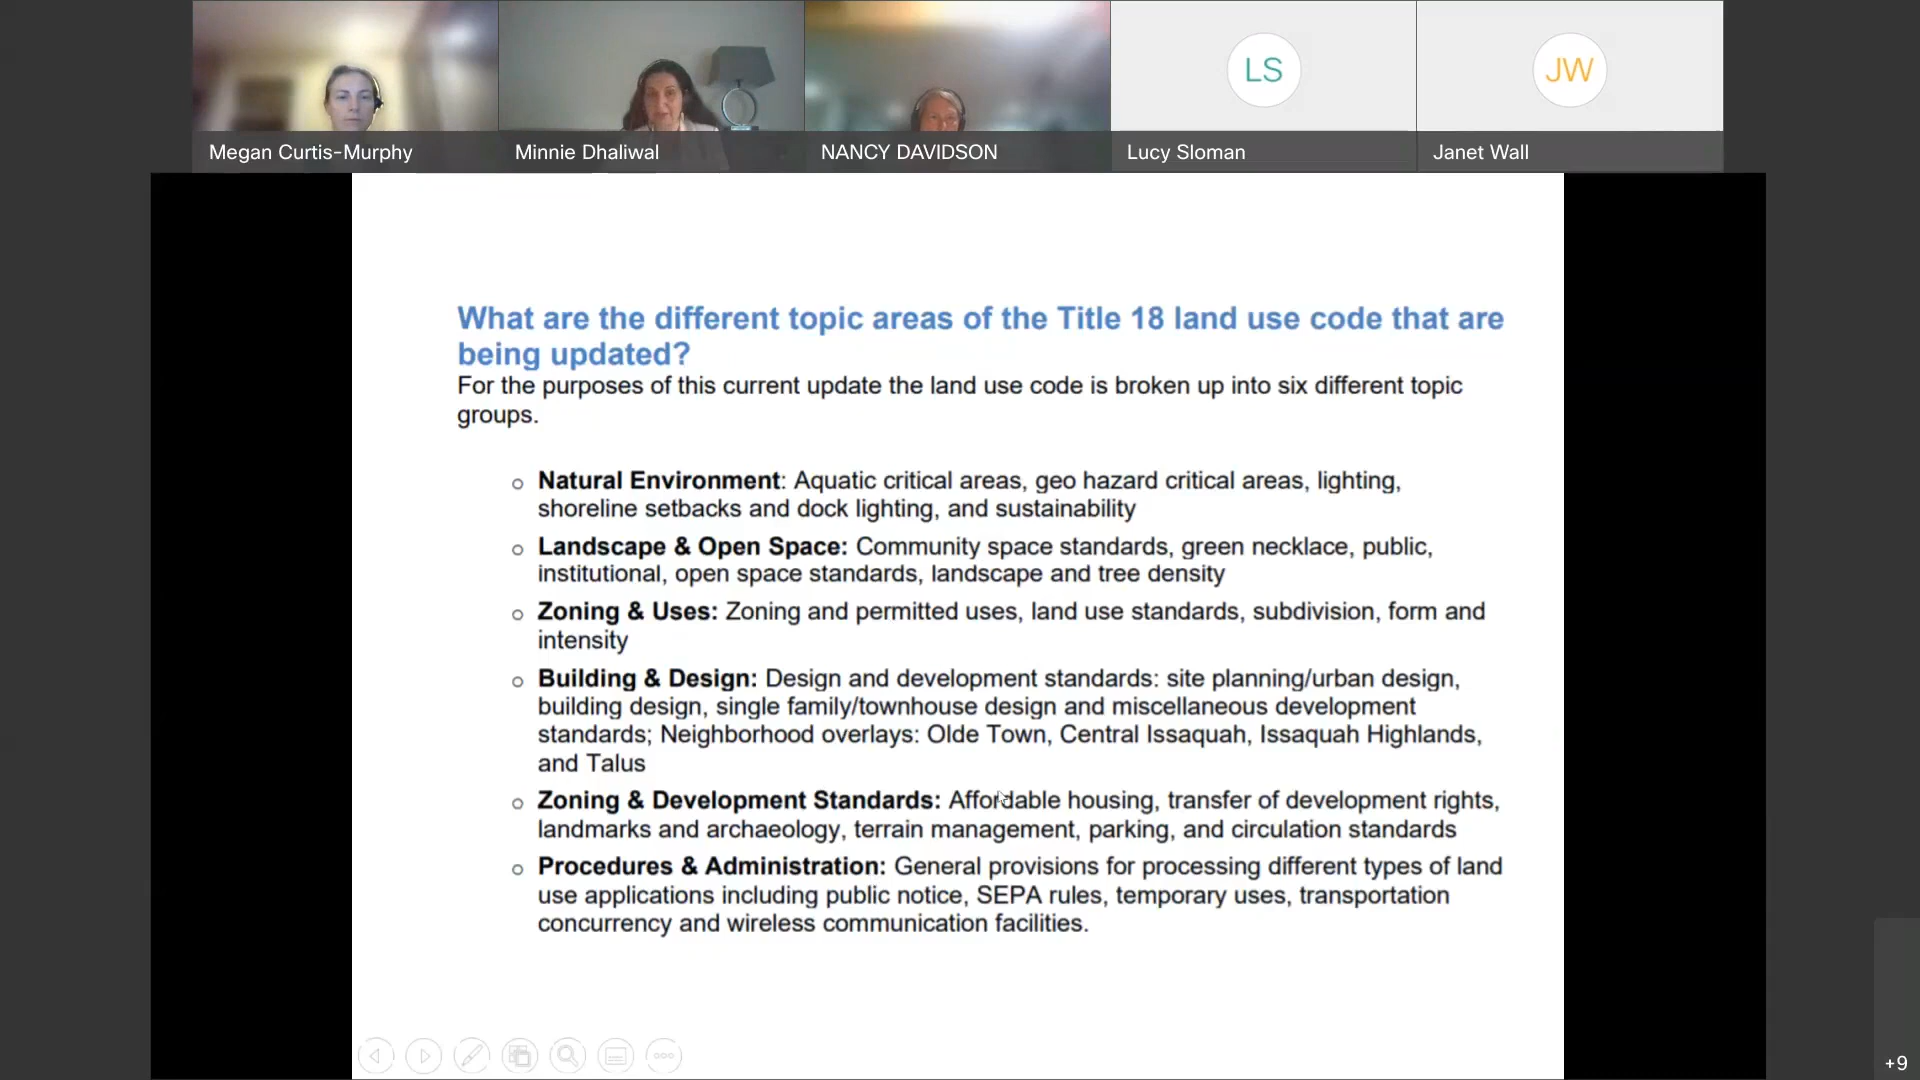 LS
JW
Megan Curtis-Murphy
Minnie Dhaliwal
NANCY DAVIDSON
Lucy Sloman
Janet Wall
What are the different topic areas of the Title 18 land use code that are
being updated?
For the purposes of this current update the land use code is broken up into six different topic
groups.
Natural Environment: Aquatic critical areas, geo hazard critical areas, lighting,
shoreline setbacks and dock lighting, and sustainability
Landscape & Open Space: Community space standards, green necklace, public,
institutional, open space standards, landscape and tree density
Zoning & Uses: Zoning and permitted uses, land use standards, subdivision, form and
intensity
Building & Design: Design and development standards: site planning/urban design,
building design, single family/townhouse design and miscellaneous development
standards; Neighborhood overlays: Olde Town, Central Issaquah, Issaquah Highlands,
and Talus
Zoning & Development Standards: Affordable housing, transfer of development rights,
landmarks and archaeology, terrain management, parking, and circulation standards
Procedures & Administration: General provisions for processing different types of land
use applications including public notice, SEPA rules, temporary uses, transportation
concurrency and wireless communication facilities.
+9